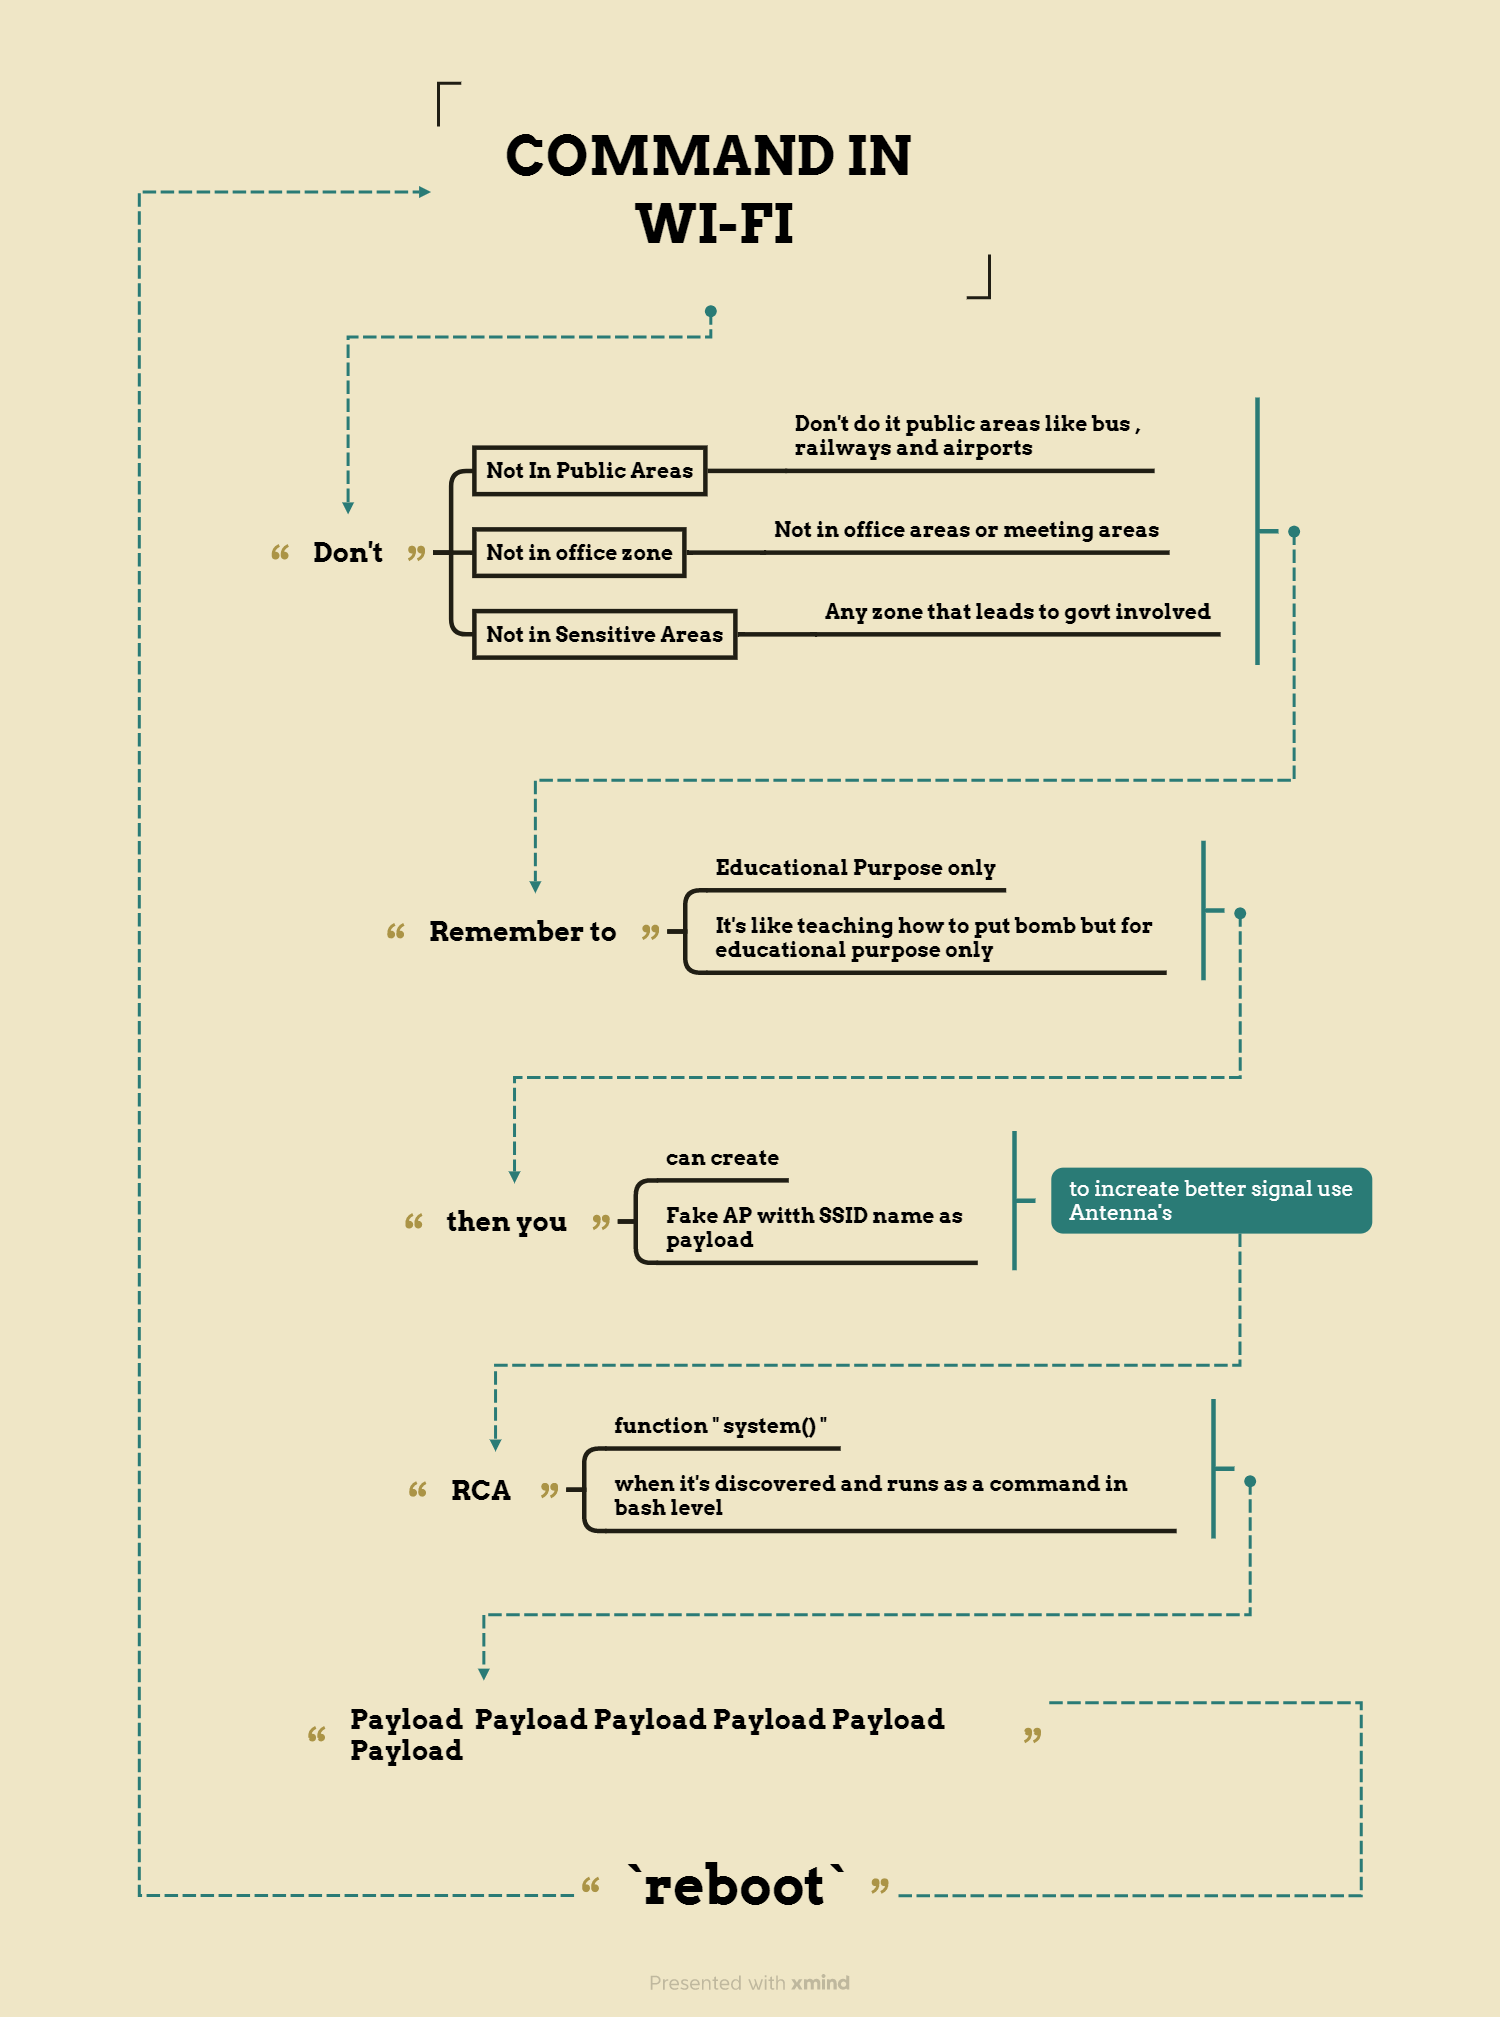 COMMAND IN
WI-FI
Don't do it public areas like bus ,
railways and airports
Not In Public Areas
Not in office areas or meeting areas
“ Don't ”
Not in office zone
Any zone that leads to govt involved
Not in Sensitive Areas
Educational Purpose only
“ Remember to ”
It's like teaching how to put bomb but for
educational purpose only
can create
“ then you ”
Fake AP witth SSID name as
payload
to increate better signal use
Antenna's
function " system() "
“ RCA ”
when it's discovered and runs as a command in
bash level
“ Payload  Payload Payload Payload Payload
Payload ”
“ `reboot` ”
Presented with xmind